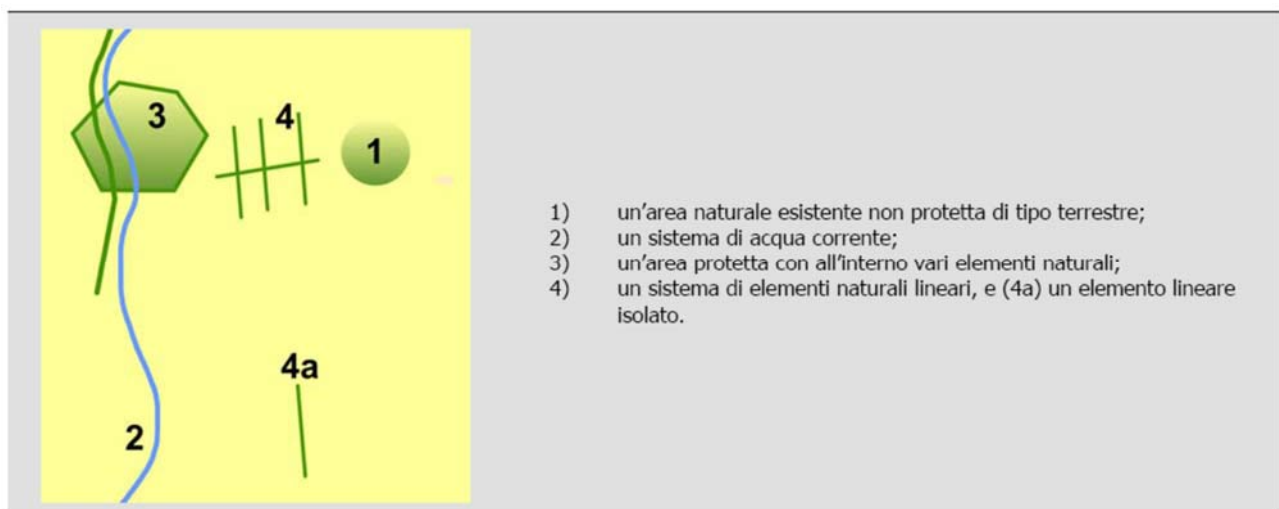 3
4
1
4a
2
1) un'area naturale esistente non protetta di tipo terrestre;
2) un sistema di acqua corrente;
3) un'area protetta con all'interno vari elementi naturali;
4) un sistema di elementi naturali lineari, e (4a) un elemento lineare
isolato.